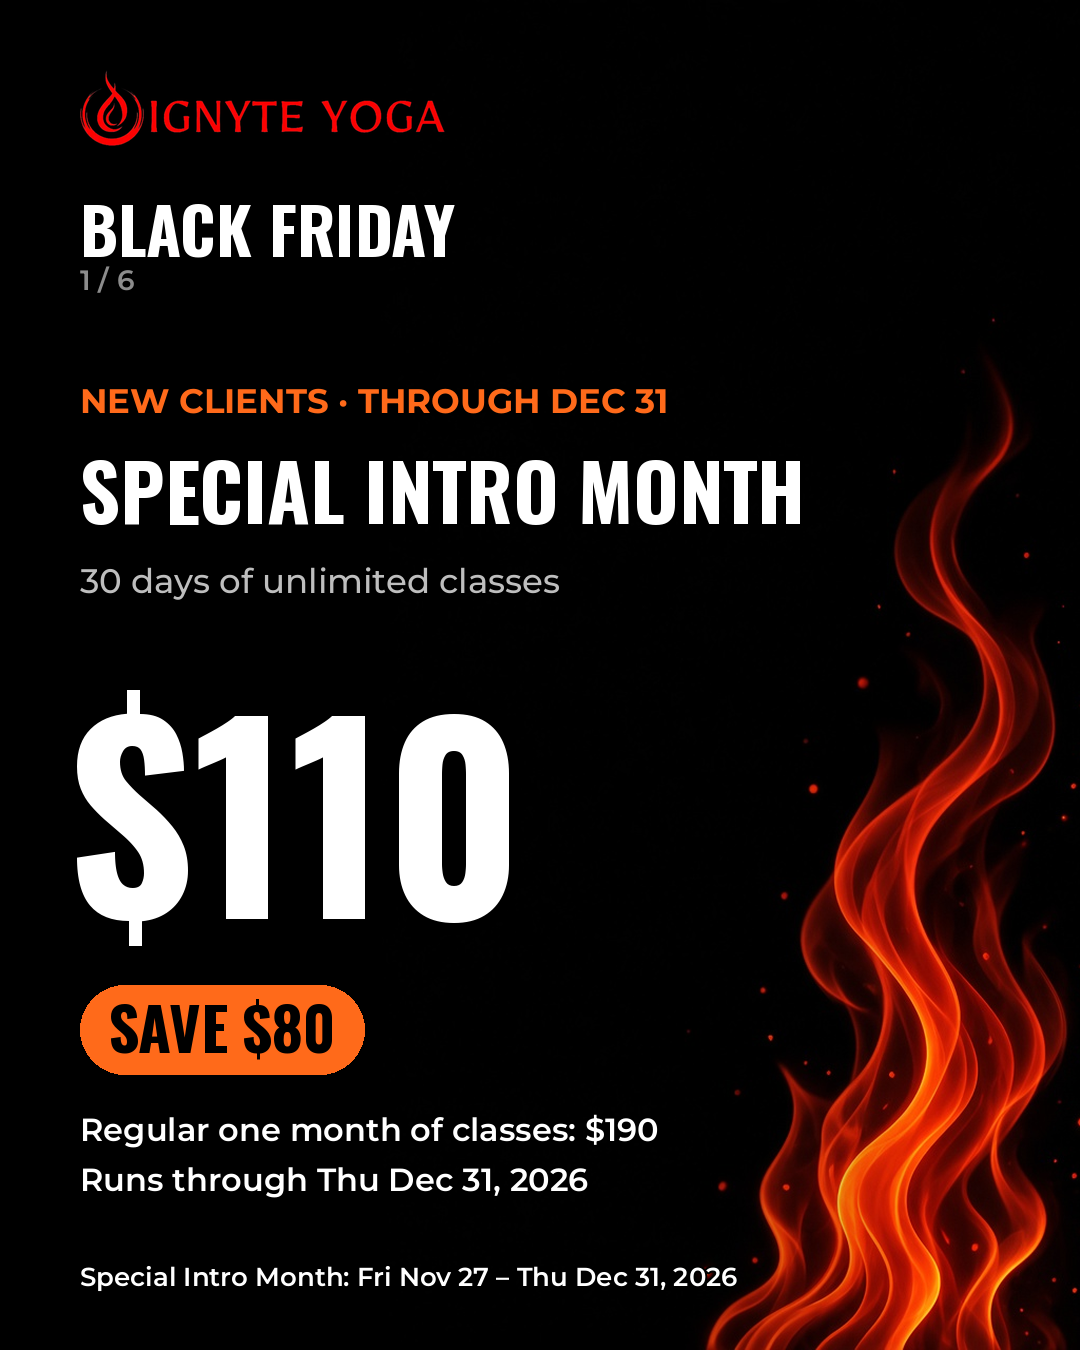 IGNYTE YOGA
BLACK FRIDAY
1 / 6
NEW CLIENTS · THROUGH DEC 31
SPECIAL INTRO MONTH
30 days of unlimited classes
$110
SAVE $80
Regular one month of classes: $190
Runs through Thu Dec 31, 2026
Special Intro Month: Fri Nov 27 – Thu Dec 31, 2026